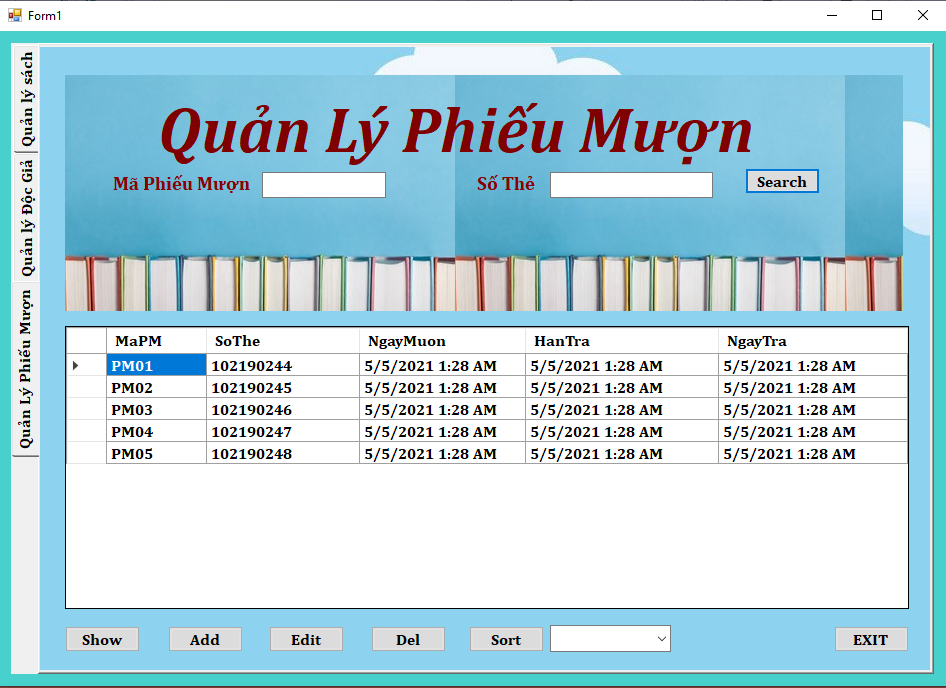 Form1
Quản lý sách
Quản lý Độc Giả
Quản Lý Phiếu Mượn
Quản Lý Phiếu Mượn
Mã Phiếu Mượn Số Thẻ Search
MaPM SoThe NgayMuon HanTra NgayTra
PM01 102190244 5/5/2021 1:28 AM 5/5/2021 1:28 AM 5/5/2021 1:28 AM
PM02 102190245 5/5/2021 1:28 AM 5/5/2021 1:28 AM 5/5/2021 1:28 AM
PM03 102190246 5/5/2021 1:28 AM 5/5/2021 1:28 AM 5/5/2021 1:28 AM
PM04 102190247 5/5/2021 1:28 AM 5/5/2021 1:28 AM 5/5/2021 1:28 AM
PM05 102190248 5/5/2021 1:28 AM 5/5/2021 1:28 AM 5/5/2021 1:28 AM
Show Add Edit Del Sort EXIT